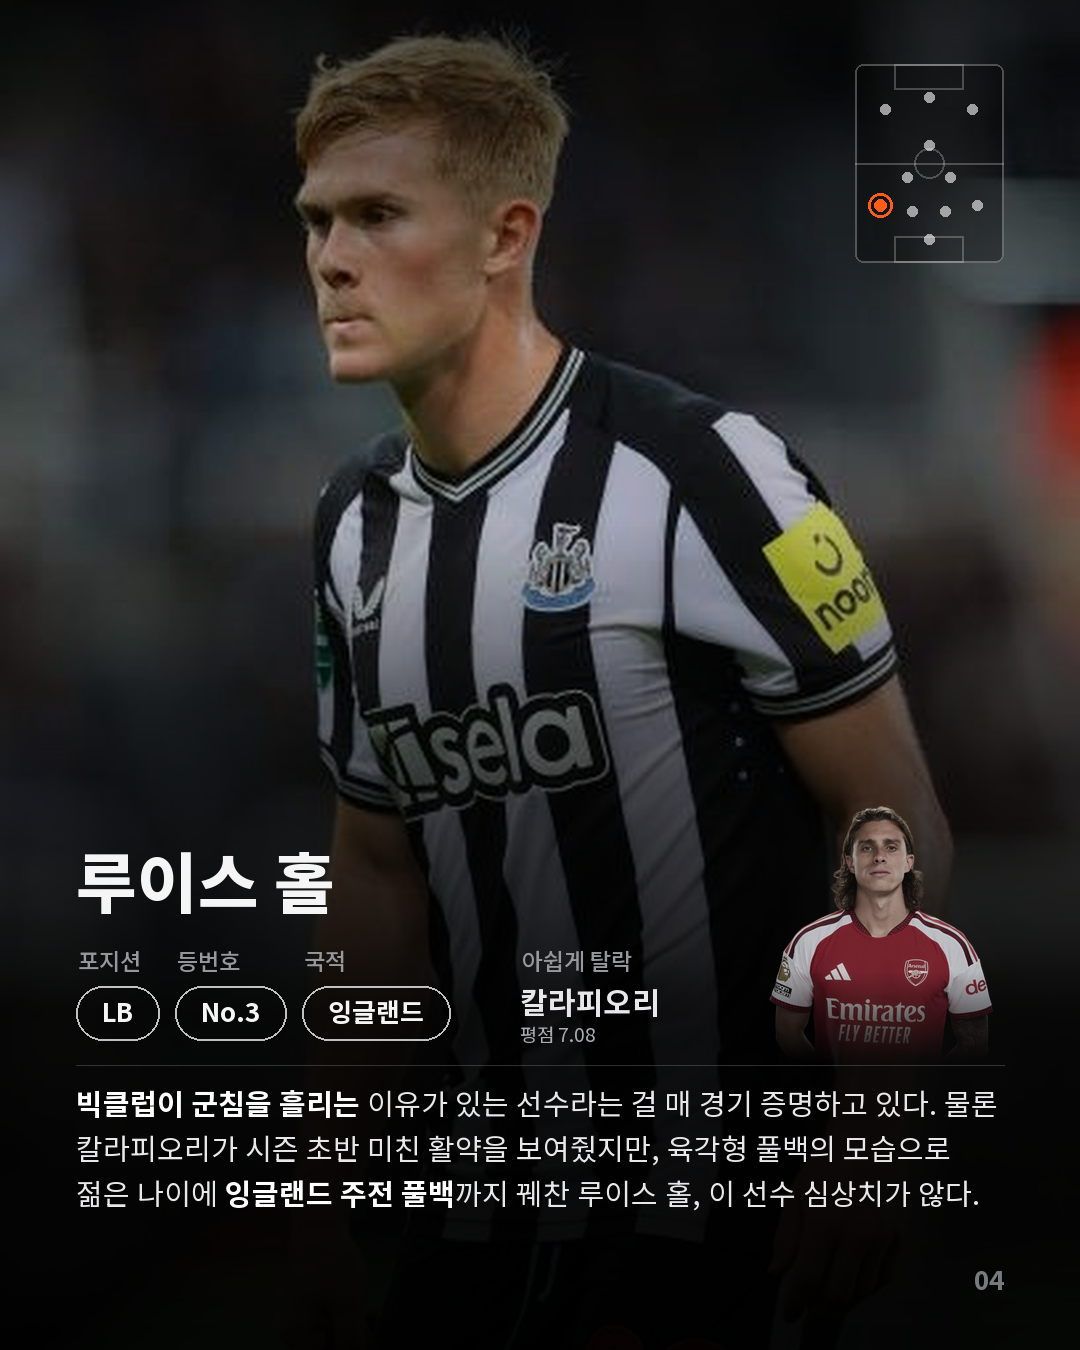 noon
sela
루이스 홀
포지션 등번호 국적
LB No.3 잉글랜드
아쉽게 탈락
칼라피오리
평점 7.08
Arsenal
de
Emirates
FLY BETTER
빅클럽이 군침을 흘리는 이유가 있는 선수라는 걸 매 경기 증명하고 있다. 물론
칼라피오리가 시즌 초반 미친 활약을 보여줬지만, 육각형 풀백의 모습으로
젊은 나이에 잉글랜드 주전 풀백까지 꿰찬 루이스 홀, 이 선수 심상치가 않다.
04